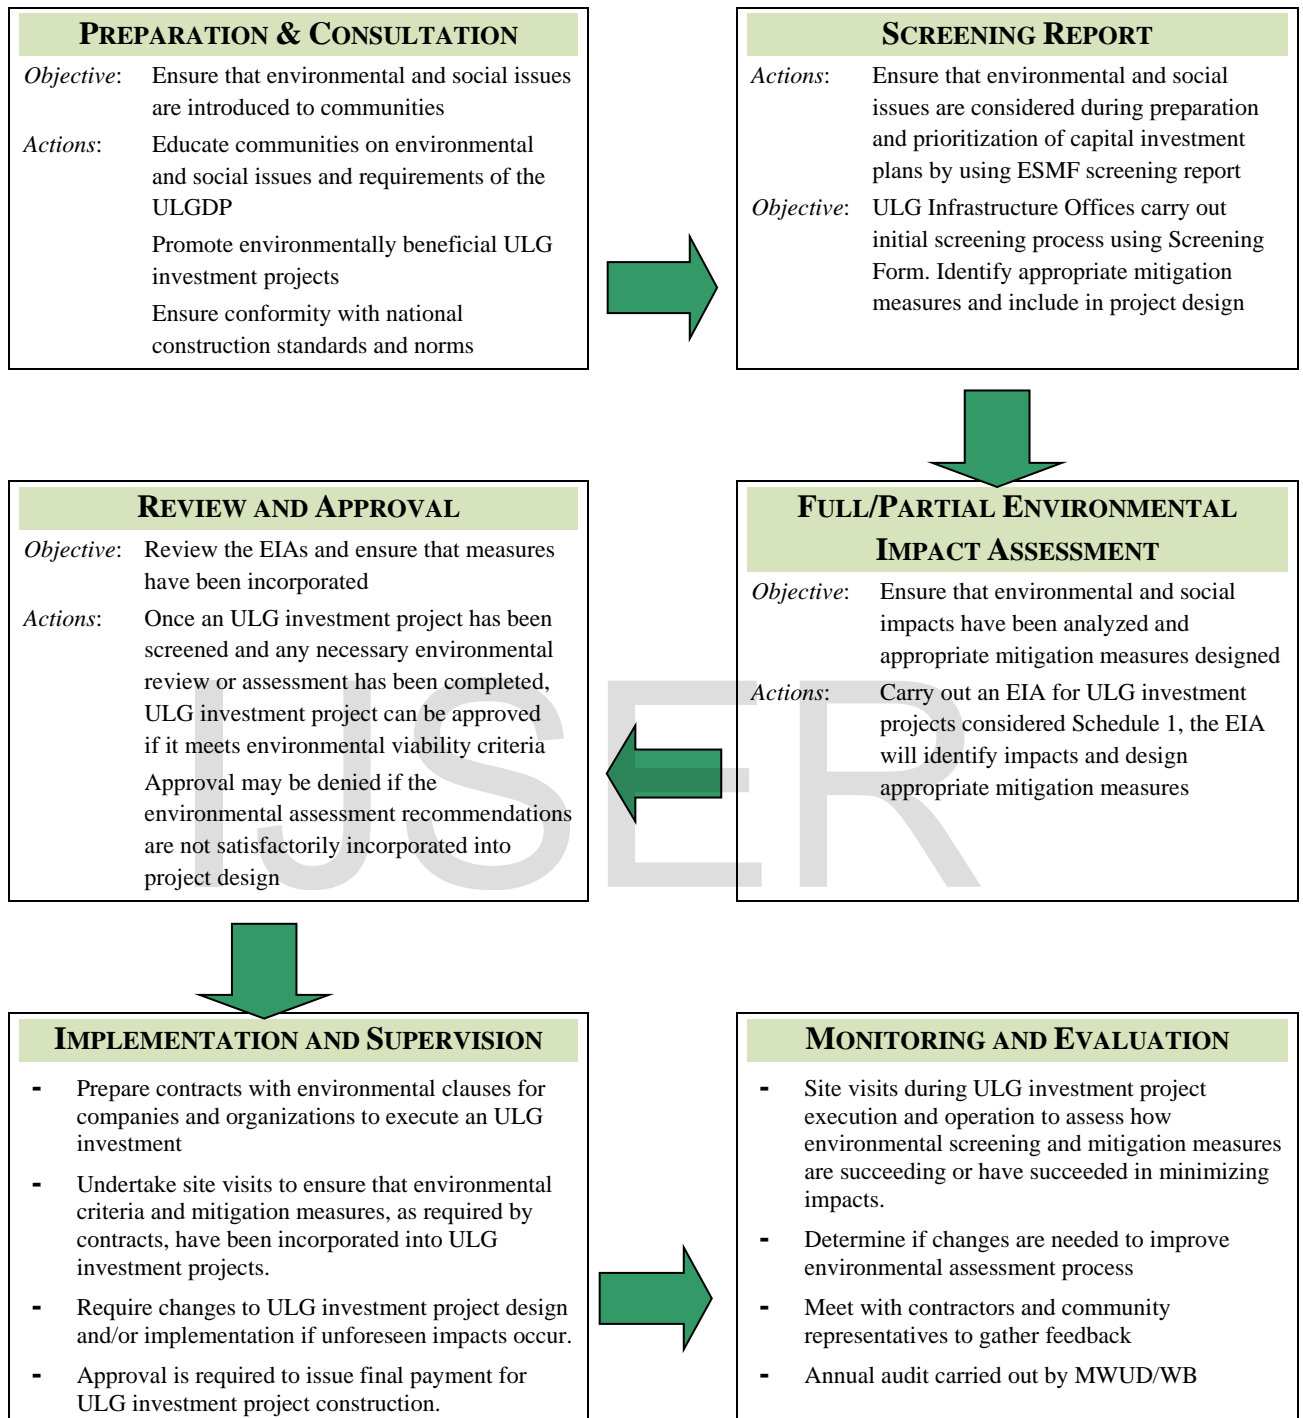 PREPARATION & CONSULTATION
Objective: Ensure that environmental and social issues
are introduced to communities
Actions: Educate communities on environmental
and social issues and requirements of the
ULGDP
Promote environmentally beneficial ULG
investment projects
Ensure conformity with national
construction standards and norms
SCREENING REPORT
Actions: Ensure that environmental and social
issues are considered during preparation
and prioritization of capital investment
plans by using ESMF screening report
Objective: ULG Infrastructure Offices carry out
initial screening process using Screening
Form. Identify appropriate mitigation
measures and include in project design
FULL/PARTIAL ENVIRONMENTAL
IMPACT ASSESSMENT
Objective: Ensure that environmental and social
impacts have been analyzed and
appropriate mitigation measures designed
Actions: Carry out an EIA for ULG investment
projects considered Schedule 1, the EIA
will identify impacts and design
appropriate mitigation measures
REVIEW AND APPROVAL
Objective: Review the EIAs and ensure that measures
have been incorporated
Actions: Once an ULG investment project has been
screened and any necessary environmental
review or assessment has been completed,
ULG investment project can be approved
if it meets environmental viability criteria
Approval may be denied if the
environmental assessment recommendations
are not satisfactorily incorporated into
project design
IJSER
IMPLEMENTATION AND SUPERVISION
- Prepare contracts with environmental clauses for
companies and organizations to execute an ULG
investment
- Undertake site visits to ensure that environmental
criteria and mitigation measures, as required by
contracts, have been incorporated into ULG
investment projects.
- Require changes to ULG investment project design
and/or implementation if unforeseen impacts occur.
- Approval is required to issue final payment for
ULG investment project construction.
MONITORING AND EVALUATION
- Site visits during ULG investment project
execution and operation to assess how
environmental screening and mitigation measures
are succeeding or have succeeded in minimizing
impacts.
- Determine if changes are needed to improve
environmental assessment process
- Meet with contractors and community
representatives to gather feedback
- Annual audit carried out by MWUD/WB